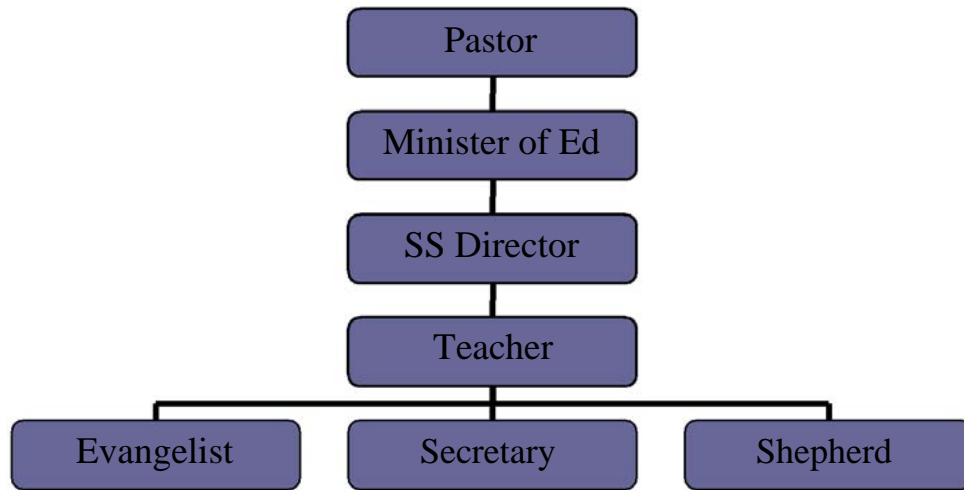 Pastor
Minister of Ed
SS Director
Teacher
Evangelist
Secretary
Shepherd